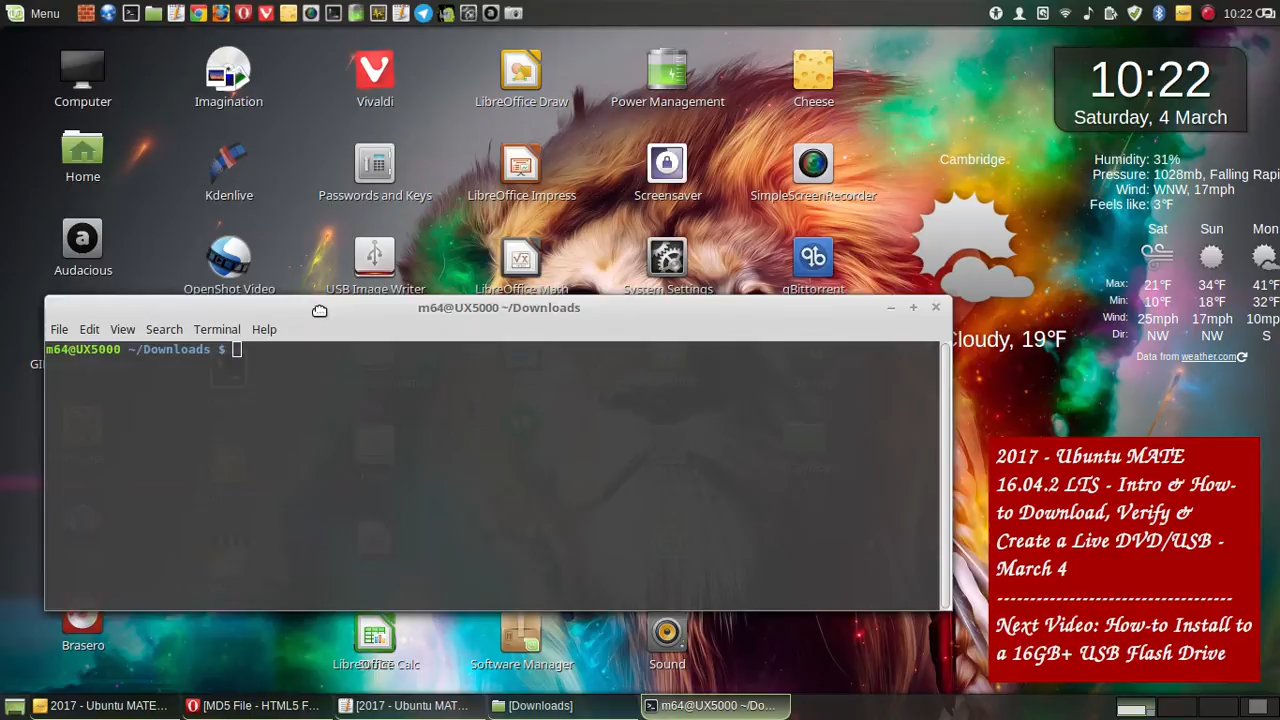 Menu
10:22
Computer
Imagination
Vivaldi
LibreOffice Draw
Power Management
Cheese
10:22
Saturday, 4 March
Home
Kdenlive
Passwords and Keys
LibreOffice Impress
Screensaver
SimpleScreenRecorder
Cambridge
Humidity: 31%
Pressure: 1028mb, Falling Rapi
Wind: WNW, 17mph
Feels like: 3°F
Audacious
OpenShot Video
USB Image Writer
LibreOffice Math
System Settings
qBittorrent
Sat Sun Mon
Max: 21°F 34°F 41°F
Min: 10°F 18°F 32°F
Wind: 25mph 17mph 10mp
Dir: NW NW S
Cloudy, 19°F
Data from weather.com
m64@UX5000 ~/Downloads
File Edit View Search Terminal Help
m64@UX5000 ~/Downloads $
GI
2017 - Ubuntu MATE
16.04.2 LTS - Intro & How-
to Download, Verify &
Create a Live DVD/USB -
March 4
----------------------------------
Next Video: How-to Install to
a 16GB+ USB Flash Drive
Brasero
LibreOffice Calc
Software Manager
Sound
2017 - Ubuntu MATE...
[MD5 File - HTML5 F...
[2017 - Ubuntu MAT...
[Downloads]
m64@UX5000 ~/Do...